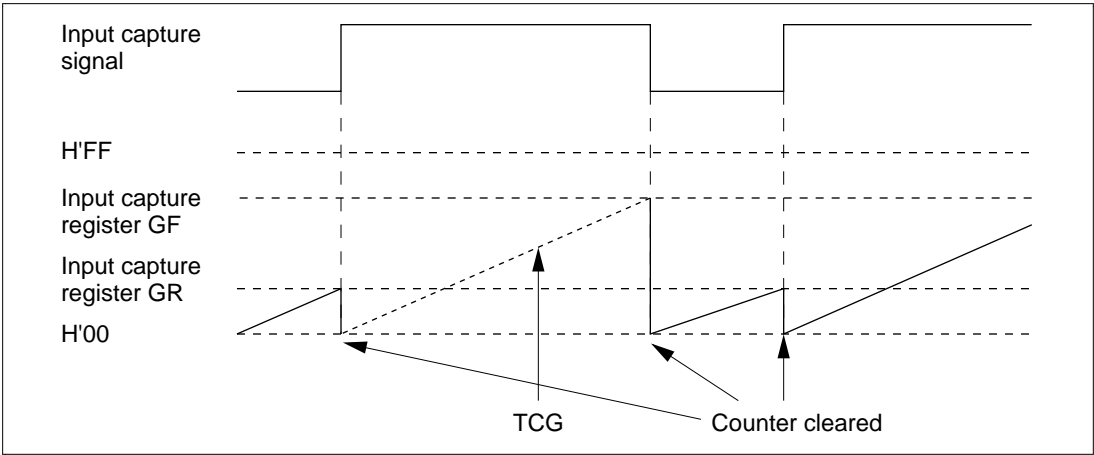 Input capture
signal
H'FF
Input capture
register GF
Input capture
register GR
H'00
TCG
Counter cleared